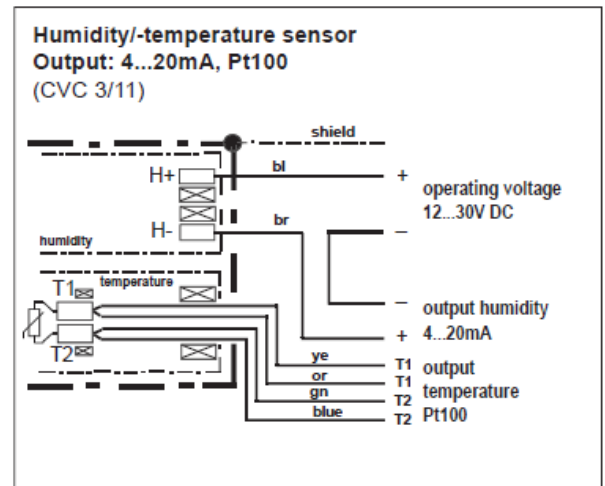 Humidity/-temperature sensor
Output: 4...20mA, Pt100
(CVC 3/11)
shield
H+
bl
+
operating voltage
12...30V DC
H-
br
–
humidity
T1
temperature
–
output humidity
+
4...20mA
T2
ye
T1
output
or
T1
temperature
gn
T2
Pt100
blue
T2